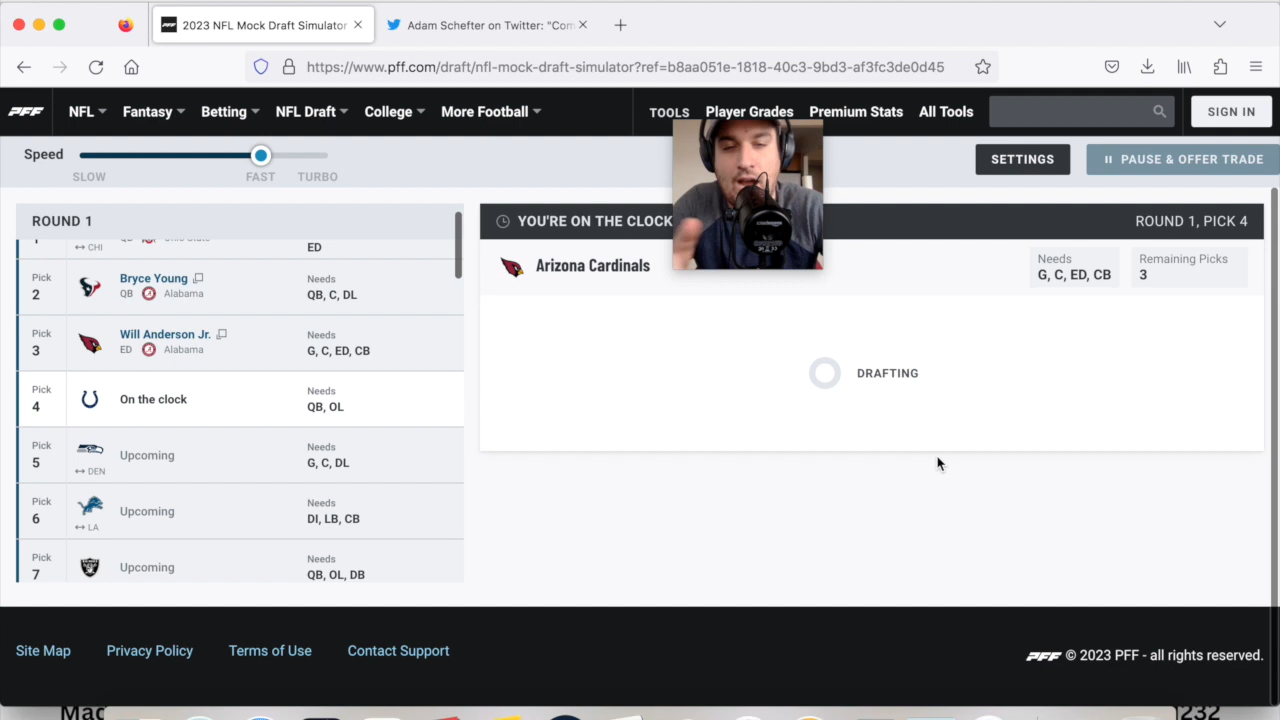 2023 NFL Mock Draft Simulator
Adam Schefter on Twitter: "Com
https://www.pff.com/draft/nfl-mock-draft-simulator?ref=b8aa051e-1818-40c3-9bd3-af3fc3de0d45
PFF NFL Fantasy Betting NFL Draft College More Football TOOLS Player Grades Premium Stats All Tools SIGN IN
Speed
SLOW FAST TURBO
SETTINGS PAUSE & OFFER TRADE
ROUND 1
CHI QB Ohio State ED
Pick 2 Bryce Young Needs
QB Alabama QB, C, DL
Pick 3 Will Anderson Jr. Needs
ED Alabama G, C, ED, CB
Pick 4 On the clock Needs
QB, OL
Pick 5 Upcoming Needs
DEN G, C, DL
Pick 6 Upcoming Needs
LA DI, LB, CB
Pick 7 Upcoming Needs
QB, OL, DB
YOU'RE ON THE CLOCK ROUND 1, PICK 4
Arizona Cardinals
Needs
G, C, ED, CB
Remaining Picks
3
DRAFTING
Site Map Privacy Policy Terms of Use Contact Support
PFF © 2023 PFF - all rights reserved.
232